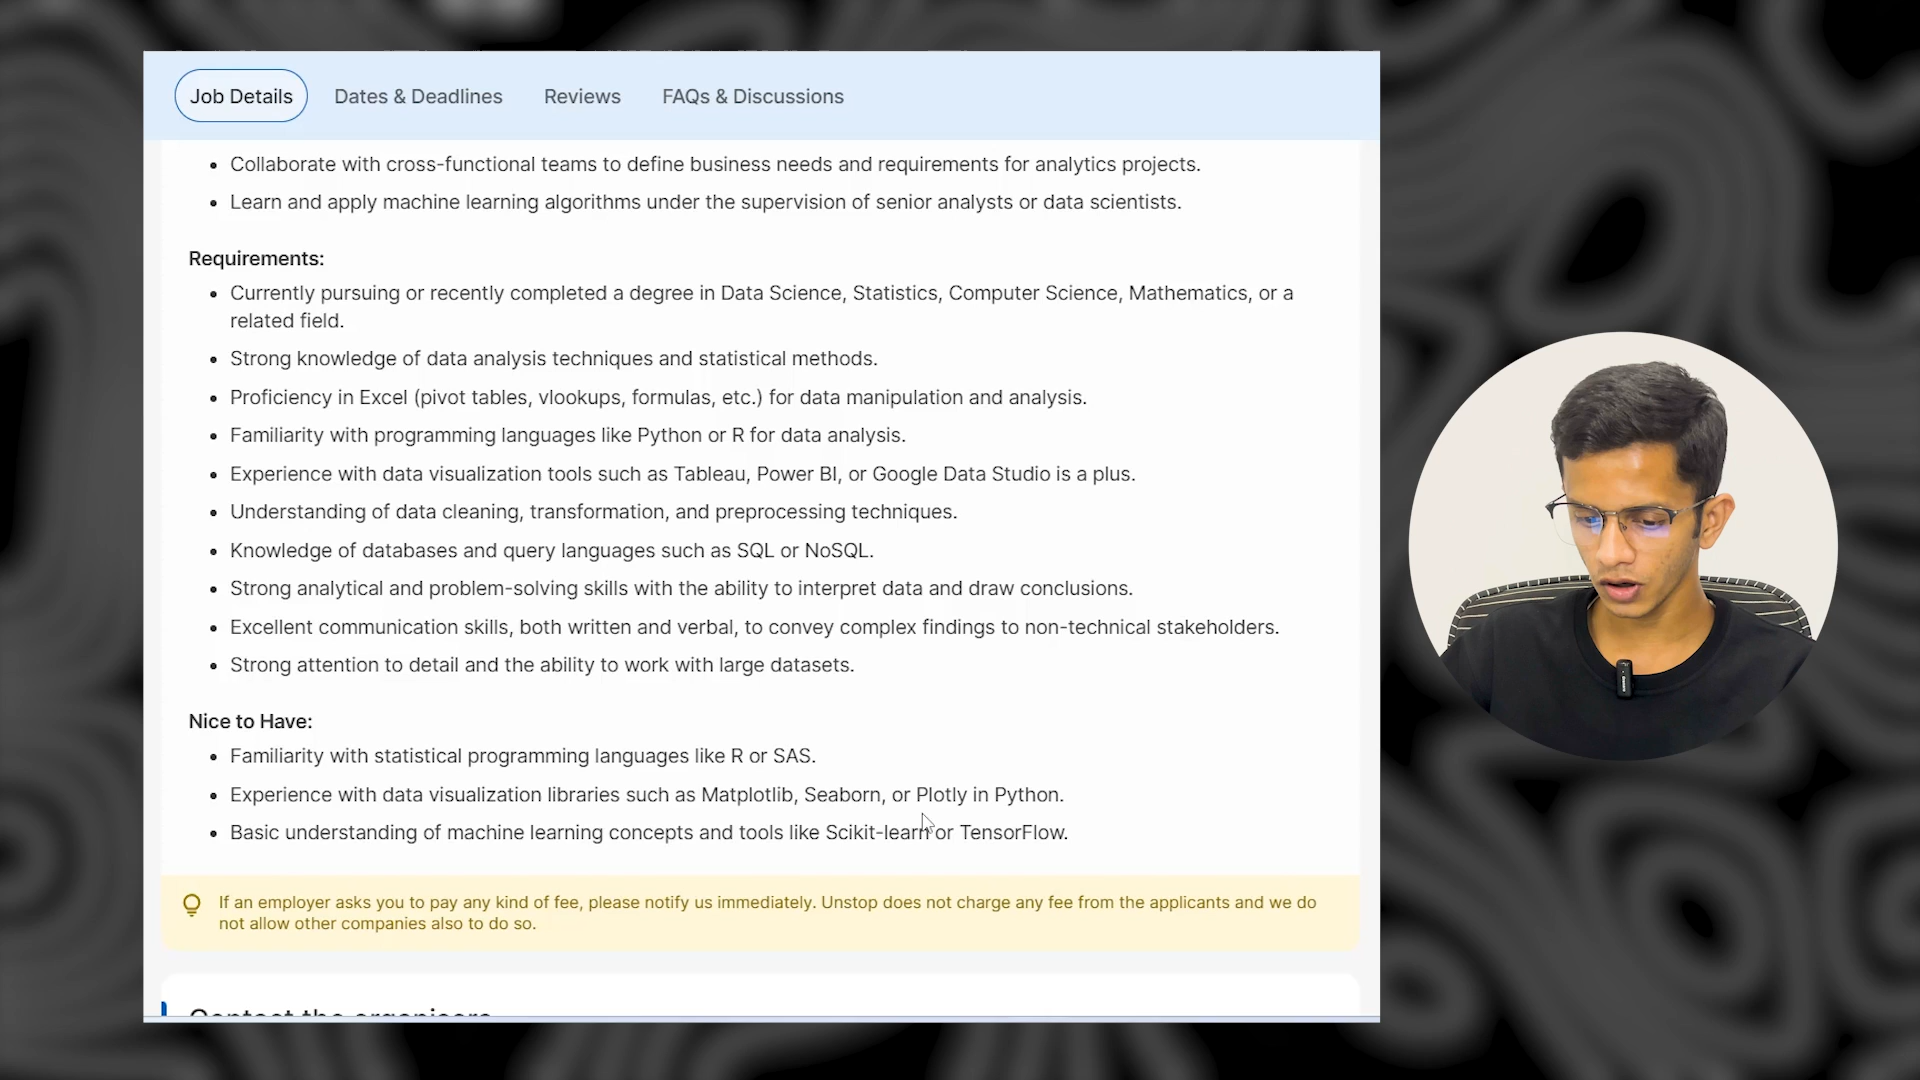 Job Details
Dates & Deadlines
Reviews
FAQs & Discussions
Collaborate with cross-functional teams to define business needs and requirements for analytics projects.
Learn and apply machine learning algorithms under the supervision of senior analysts or data scientists.
Requirements:
Currently pursuing or recently completed a degree in Data Science, Statistics, Computer Science, Mathematics, or a
related field.
Strong knowledge of data analysis techniques and statistical methods.
Proficiency in Excel (pivot tables, vlookups, formulas, etc.) for data manipulation and analysis.
Familiarity with programming languages like Python or R for data analysis.
Experience with data visualization tools such as Tableau, Power BI, or Google Data Studio is a plus.
Understanding of data cleaning, transformation, and preprocessing techniques.
Knowledge of databases and query languages such as SQL or NoSQL.
Strong analytical and problem-solving skills with the ability to interpret data and draw conclusions.
Excellent communication skills, both written and verbal, to convey complex findings to non-technical stakeholders.
Strong attention to detail and the ability to work with large datasets.
Nice to Have:
Familiarity with statistical programming languages like R or SAS.
Experience with data visualization libraries such as Matplotlib, Seaborn, or Plotly in Python.
Basic understanding of machine learning concepts and tools like Scikit-learn or TensorFlow.
If an employer asks you to pay any kind of fee, please notify us immediately. Unstop does not charge any fee from the applicants and we do
not allow other companies also to do so.
Contact the organisers